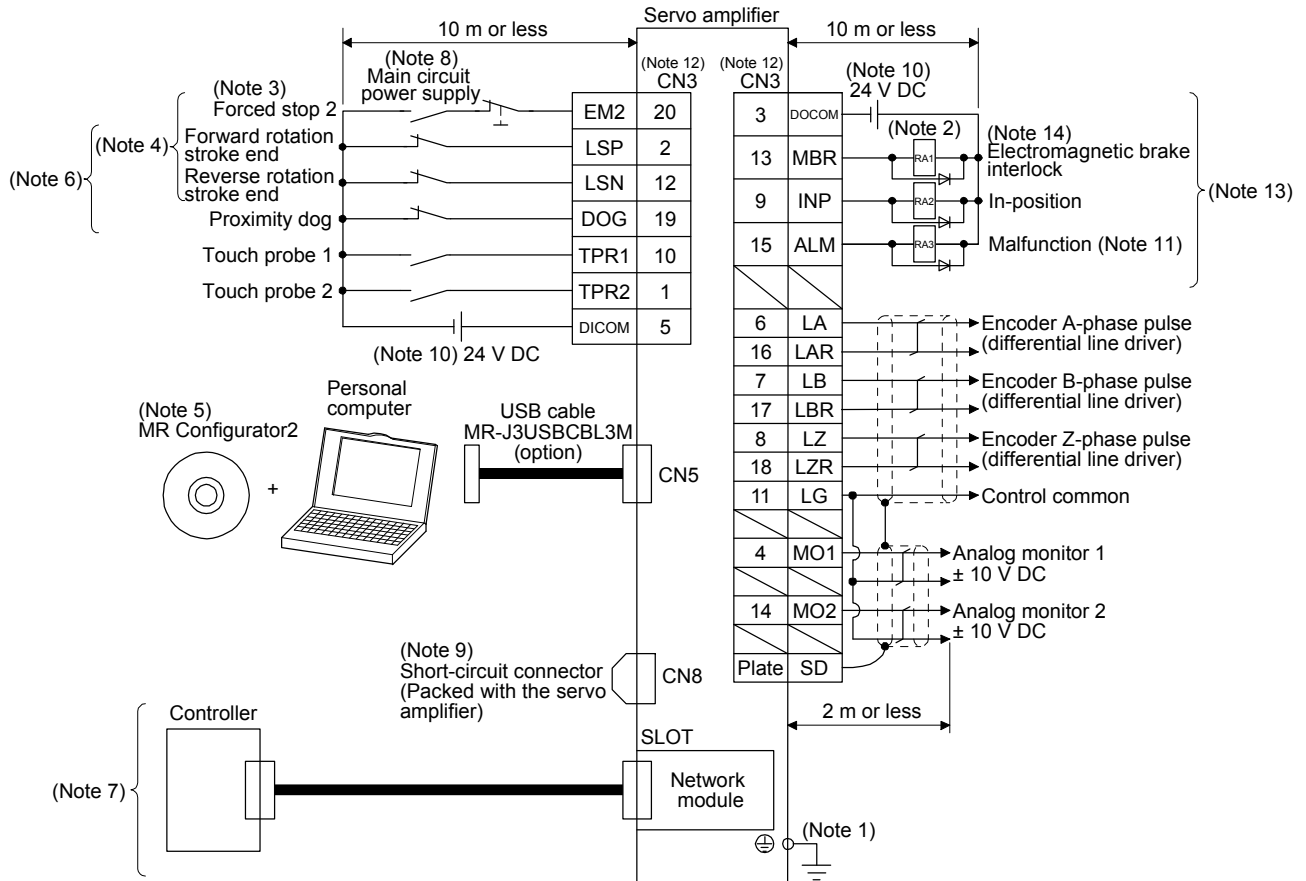 Servo amplifier
10 m or less
10 m or less
(Note 8)
Main circuit
power supply
(Note 3)
Forced stop 2
(Note 4)
Forward rotation
stroke end
Reverse rotation
stroke end
(Note 6)
Proximity dog
Touch probe 1
Touch probe 2
(Note 10) 24 V DC
(Note 12)
CN3
EM2 20
LSP 2
LSN 12
DOG 19
TPR1 10
TPR2 1
DICOM 5
(Note 12)
CN3
3 DOCOM
13 MBR
9 INP
15 ALM
6 LA
16 LAR
7 LB
17 LBR
8 LZ
18 LZR
11 LG
4 MO1
14 MO2
Plate SD
(Note 10)
24 V DC
(Note 2)
RA1
RA2
RA3
(Note 14)
Electromagnetic brake
interlock
In-position
Malfunction (Note 11)
(Note 13)
Encoder A-phase pulse
(differential line driver)
Encoder B-phase pulse
(differential line driver)
Encoder Z-phase pulse
(differential line driver)
Control common
Analog monitor 1
± 10 V DC
Analog monitor 2
± 10 V DC
2 m or less
(Note 5)
MR Configurator2
+
Personal
computer
USB cable
MR-J3USBCBL3M
(option)
CN5
(Note 9)
Short-circuit connector
(Packed with the servo
amplifier)
CN8
(Note 7)
Controller
SLOT
Network
module
(Note 1)